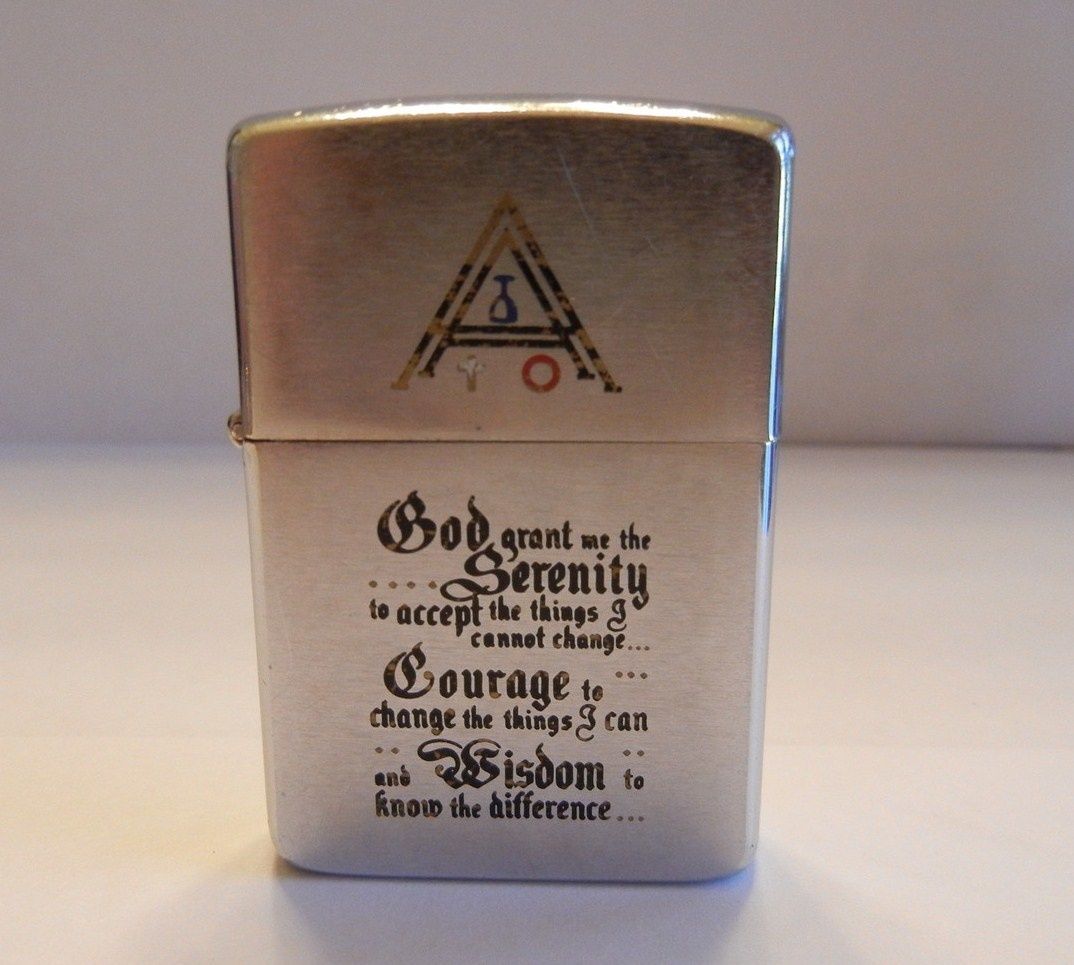 A
God grant me the
....Serenity
to accept the things I
cannot change...
Courage to ...
change the things I can
.. and Wisdom to ..
know the difference...